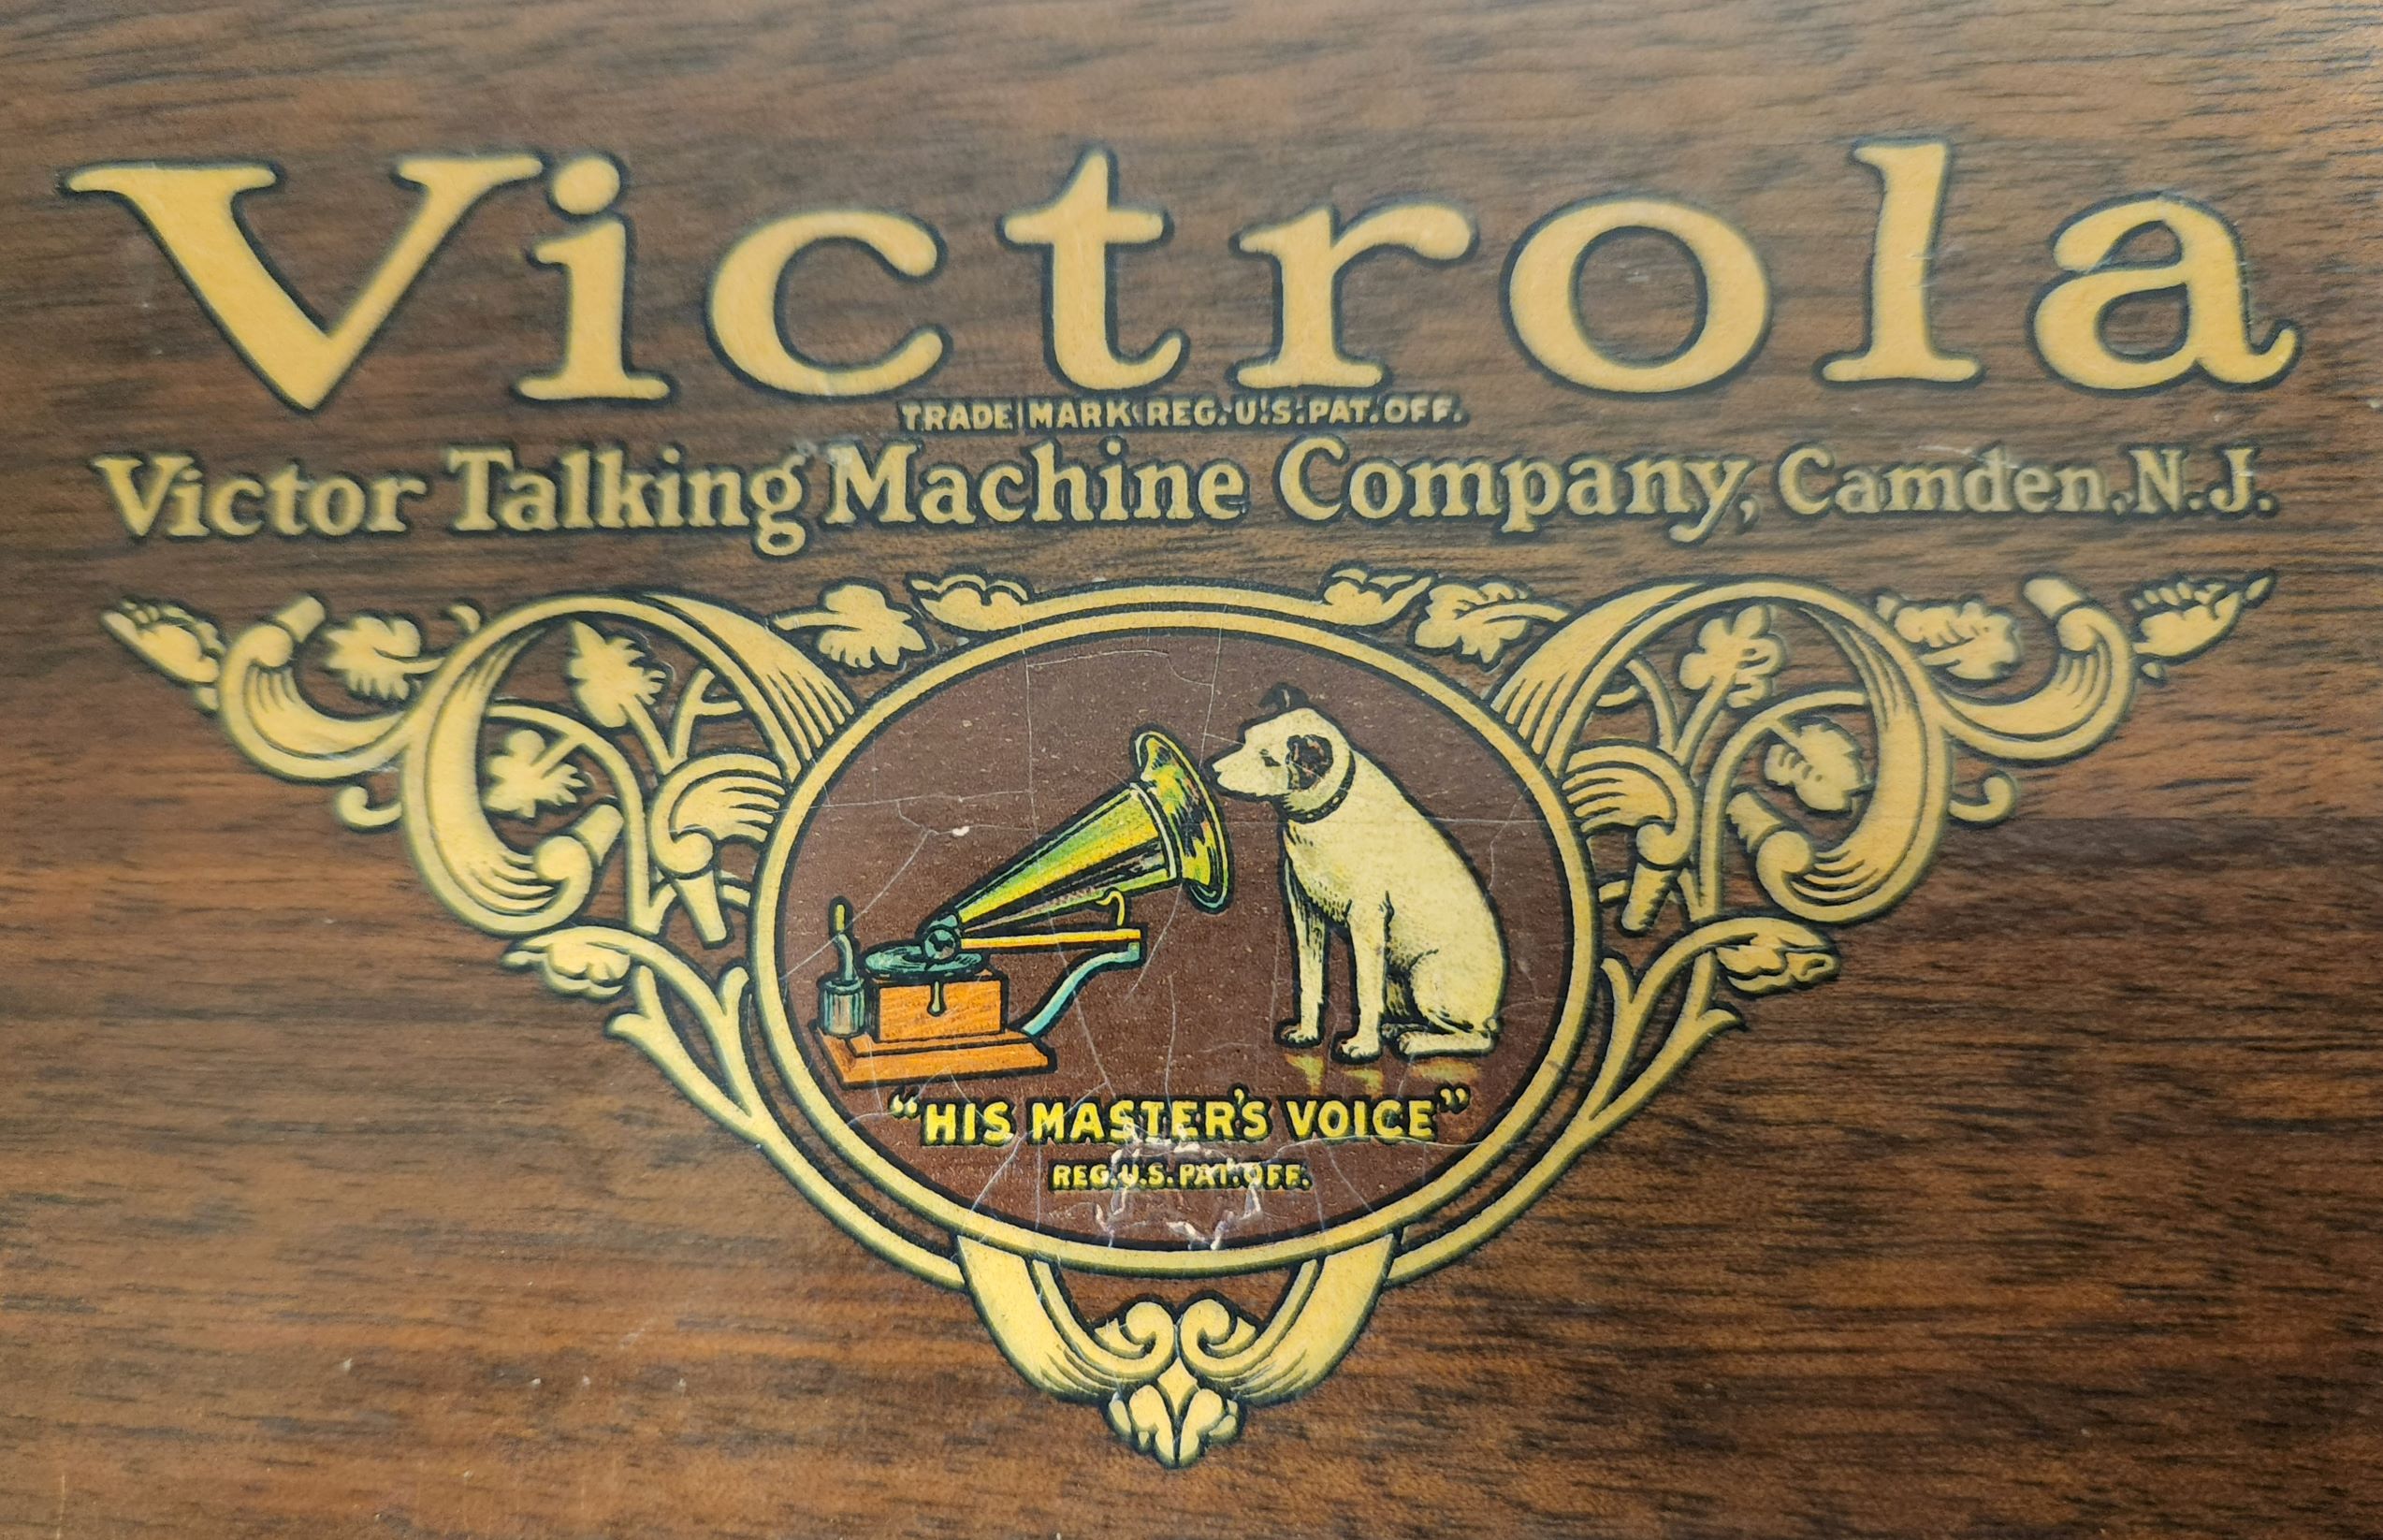 Victrola
TRADE MARK REG. U.S. PAT. OFF.
Victor Talking Machine Company, Camden, N.J.
“HIS MASTER'S VOICE”
REG. U.S. PAT. OFF.